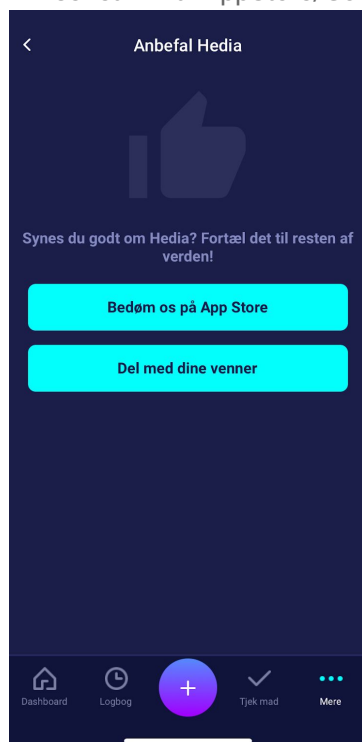 Anbefal Hedia
Synes du godt om Hedia? Fortæl det til resten af
verden!
Bedøm os på App Store
Del med dine venner
Dashboard
Logbog
Tjek mad
Mere